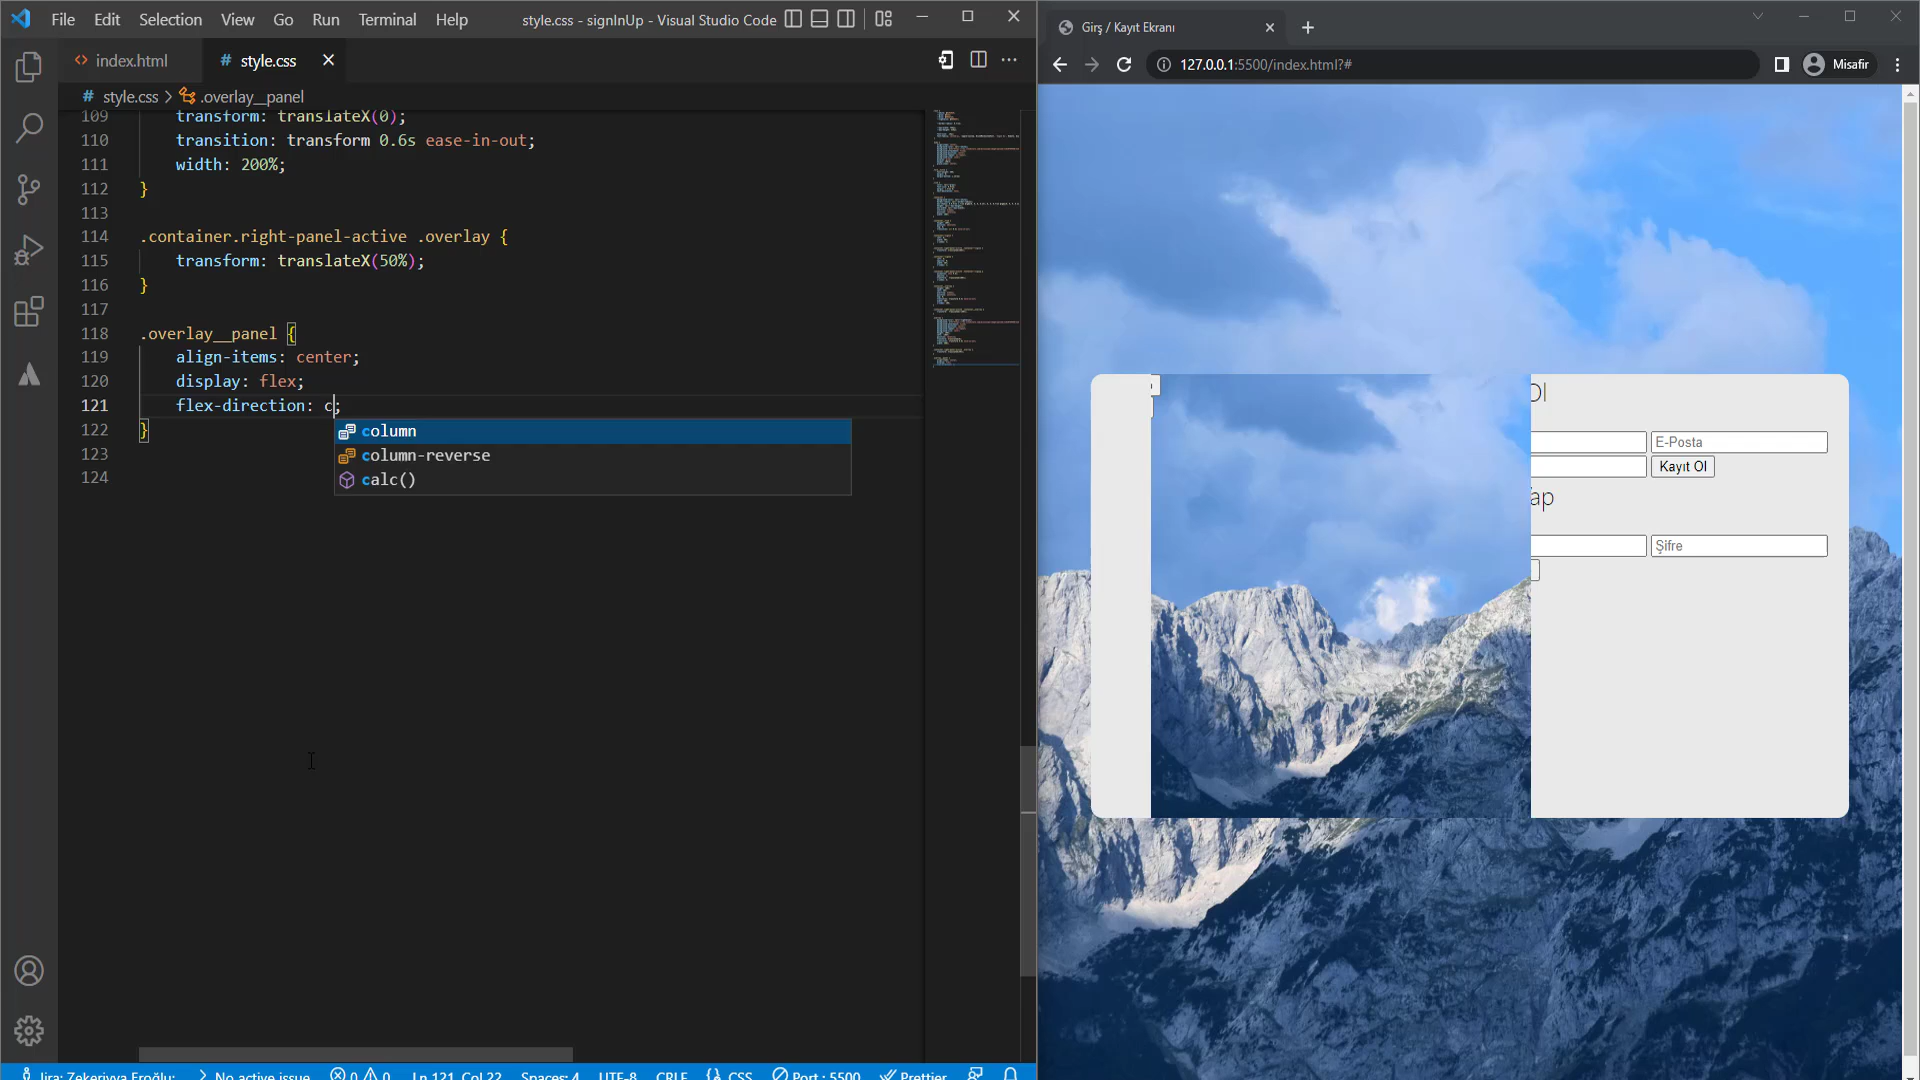 File Edit Selection View Go Run Terminal Help
style.css - signInUp - Visual Studio Code
index.html
style.css
style.css > .overlay__panel
109 transform: translateX(0);
110 transition: transform 0.6s ease-in-out;
111 width: 200%;
112 }
113
114 .container.right-panel-active .overlay {
115 transform: translateX(50%);
116 }
117
118 .overlay__panel {
119 align-items: center;
120 display: flex;
121 flex-direction: c;
122 }
123
124
column
column-reverse
calc()
Jira: Zekeriyya Eroğlu: No active issue 0 0 Ln 121, Col 22 Spaces: 4 UTF-8 CRLF {} CSS Port : 5500 Prettier
Girş / Kayıt Ekranı
127.0.0.1:5500/index.html?#
Misafir
Ol
E-Posta
Kayıt Ol
ap
Şifre